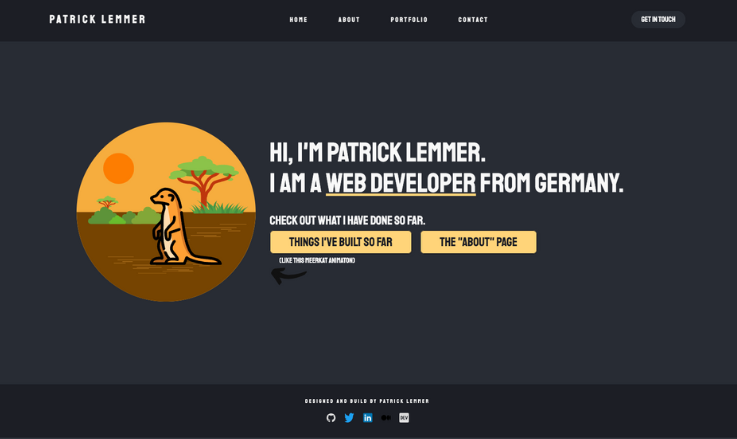 PATRICK LEMMER
HOME ABOUT PORTFOLIO CONTACT
GET IN TOUCH
HI, I'M PATRICK LEMMER.
I AM A WEB DEVELOPER FROM GERMANY.
CHECK OUT WHAT I HAVE DONE SO FAR.
THINGS I'VE BUILT SO FAR
THE "ABOUT" PAGE
(LIKE THIS MEERKAT ANIMATON)
DESIGNED AND BUILD BY PATRICK LEMMER
in
DEV